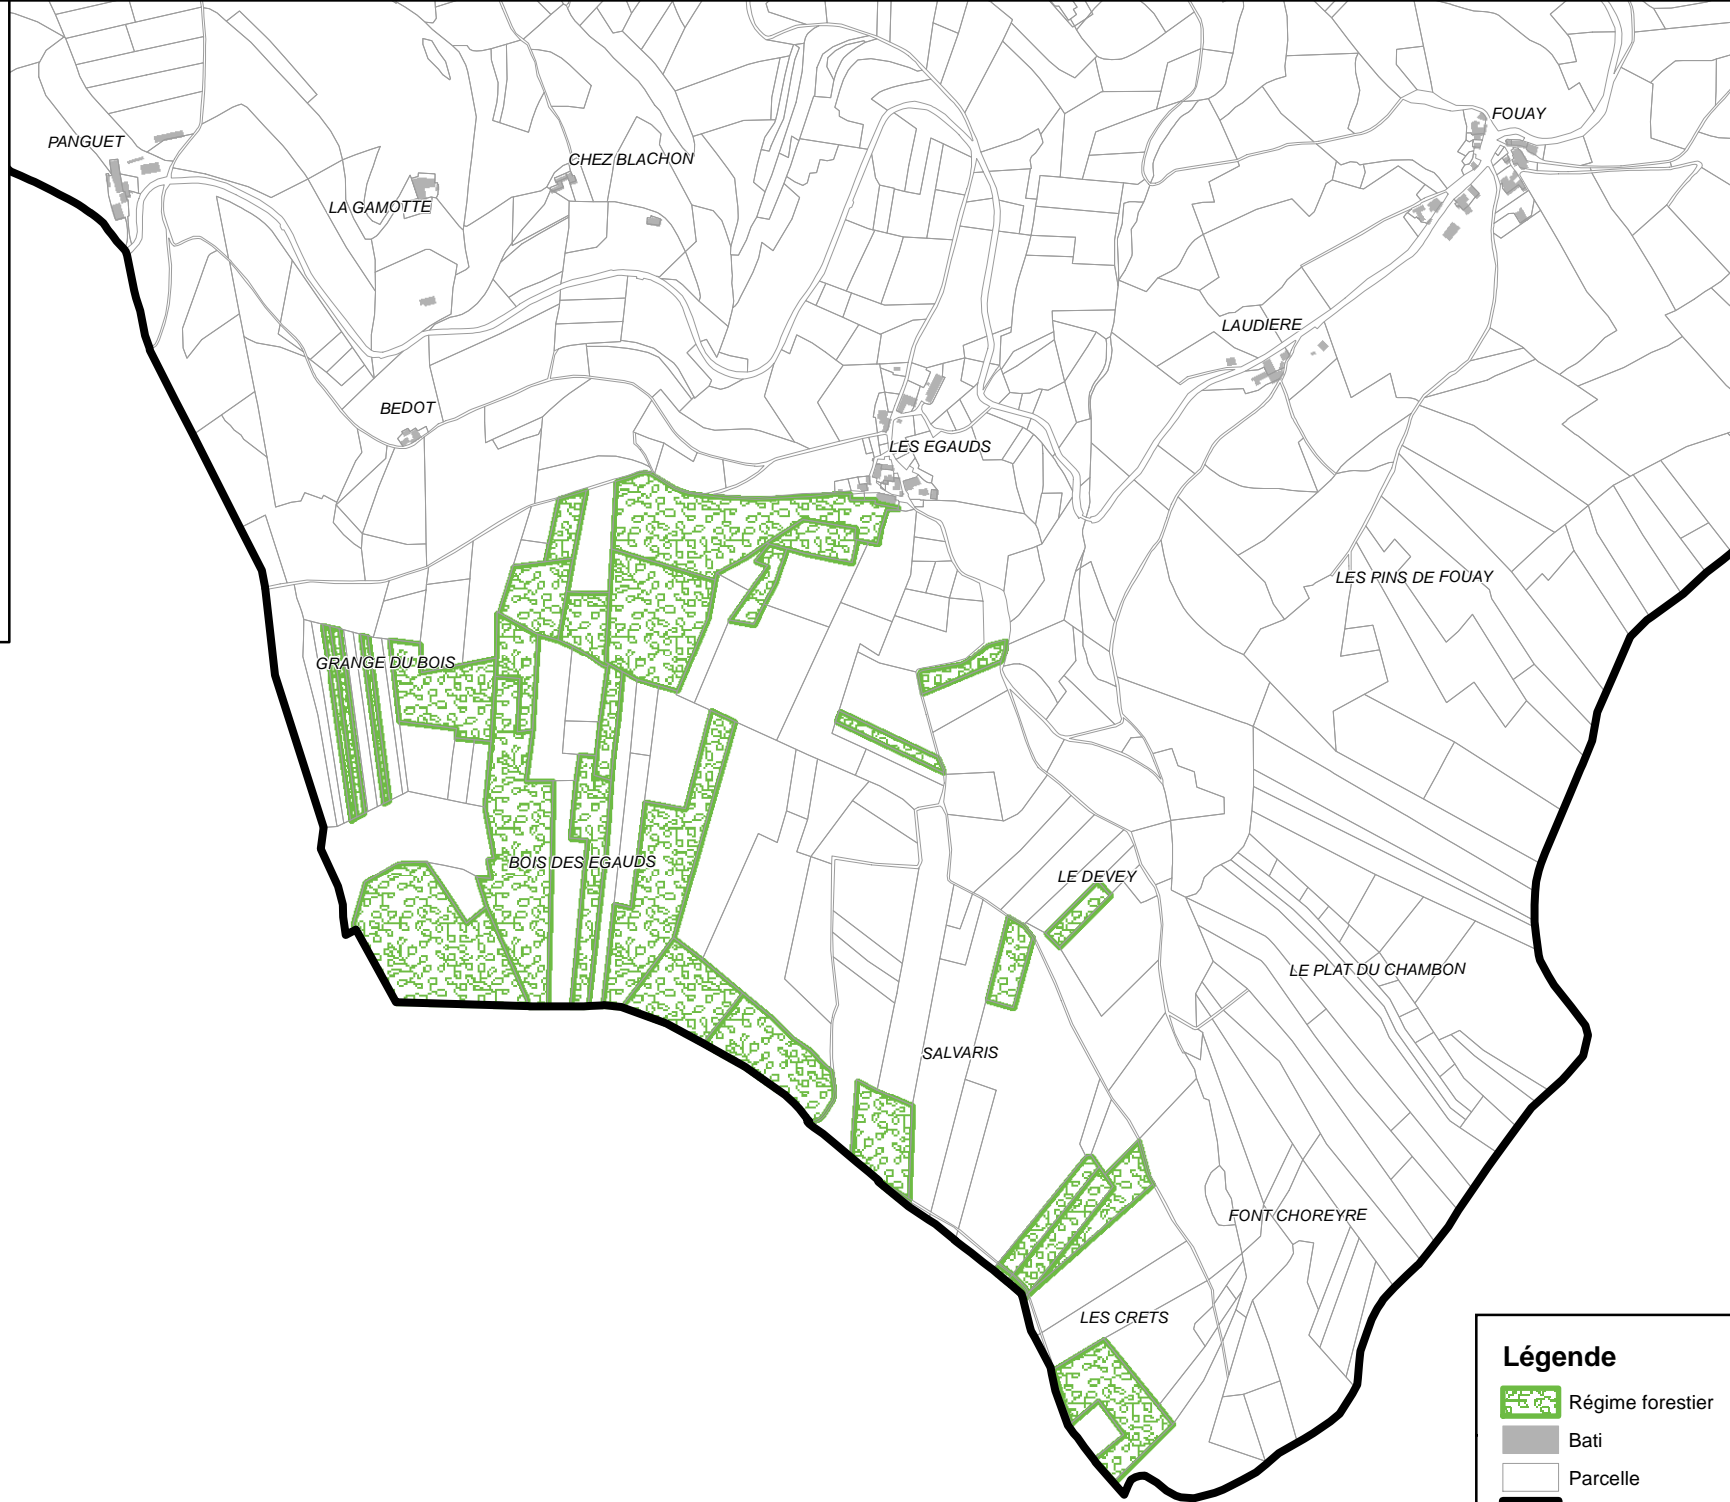 FOUAY
PANGUET
CHEZ BLACHON
LA GAMOTTE
LAUDIERE
BEDOT
LES EGAUDS
LES PINS DE FOUAY
GRANGE DU BOIS
BOIS DES EGAUDS
LE DEVEY
LE PLAT DU CHAMBON
SALVARIS
FONT CHOREYRE
LES CRETS
Légende
Régime forestier
Bati
Parcelle